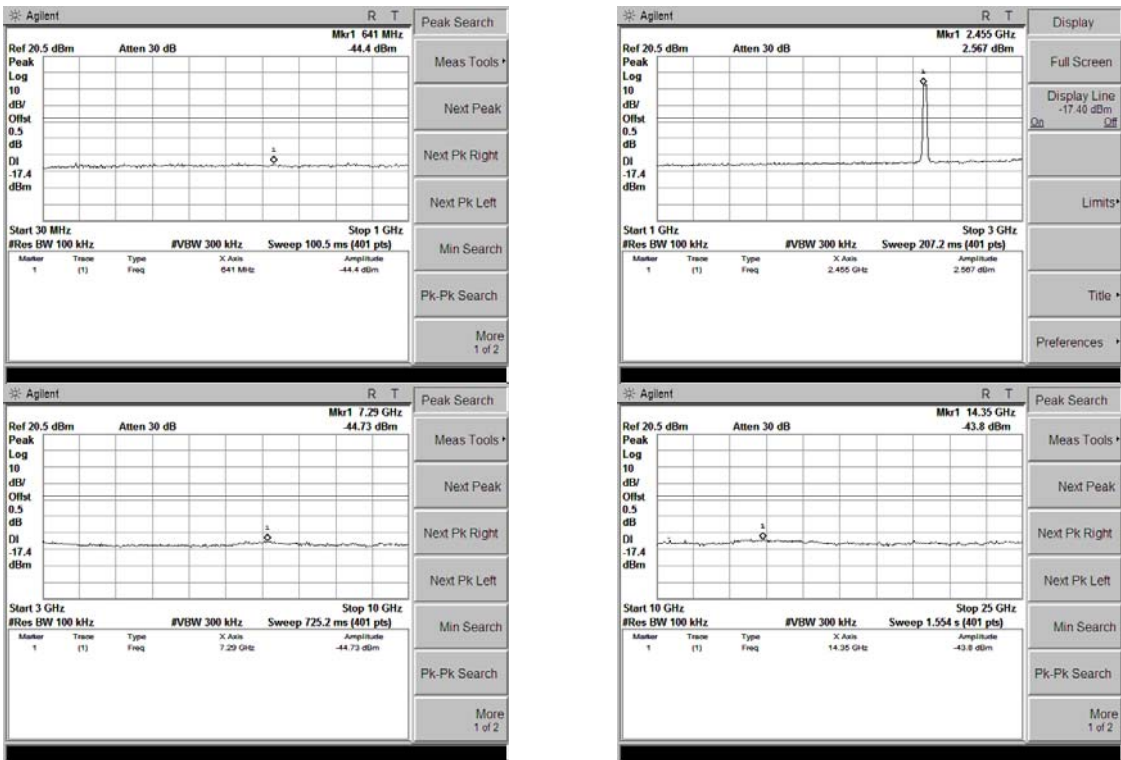 Agilent R T
Mkr1 641 MHz
Ref 20.5 dBm Atten 30 dB -44.4 dBm
Peak
Log
10
dB/
Offst
0.5
dB
DI
-17.4
dBm
1
Start 30 MHz Stop 1 GHz
#Res BW 100 kHz #VBW 300 kHz Sweep 100.5 ms (401 pts)
Marker Trace Type X Axis Amplitude
1 (1) Freq 641 MHz -44.4 dBm
Peak Search
Meas Tools
Next Peak
Next Pk Right
Next Pk Left
Min Search
Pk-Pk Search
More
1 of 2
Agilent R T
Mkr1 2.455 GHz
Ref 20.5 dBm Atten 30 dB 2.567 dBm
Peak
Log
10
dB/
Offst
0.5
dB
DI
-17.4
dBm
1
Start 1 GHz Stop 3 GHz
#Res BW 100 kHz #VBW 300 kHz Sweep 207.2 ms (401 pts)
Marker Trace Type X Axis Amplitude
1 (1) Freq 2.455 GHz 2.567 dBm
Display
Full Screen
Display Line
-17.40 dBm
On Off
Limits
Title
Preferences
Agilent R T
Mkr1 7.29 GHz
Ref 20.5 dBm Atten 30 dB -44.73 dBm
Peak
Log
10
dB/
Offst
0.5
dB
DI
-17.4
dBm
1
Start 3 GHz Stop 10 GHz
#Res BW 100 kHz #VBW 300 kHz Sweep 725.2 ms (401 pts)
Marker Trace Type X Axis Amplitude
1 (1) Freq 7.29 GHz -44.73 dBm
Peak Search
Meas Tools
Next Peak
Next Pk Right
Next Pk Left
Min Search
Pk-Pk Search
More
1 of 2
Agilent R T
Mkr1 14.35 GHz
Ref 20.5 dBm Atten 30 dB -43.8 dBm
Peak
Log
10
dB/
Offst
0.5
dB
DI
-17.4
dBm
1
Start 10 GHz Stop 25 GHz
#Res BW 100 kHz #VBW 300 kHz Sweep 1.554 s (401 pts)
Marker Trace Type X Axis Amplitude
1 (1) Freq 14.35 GHz -43.8 dBm
Peak Search
Meas Tools
Next Peak
Next Pk Right
Next Pk Left
Min Search
Pk-Pk Search
More
1 of 2